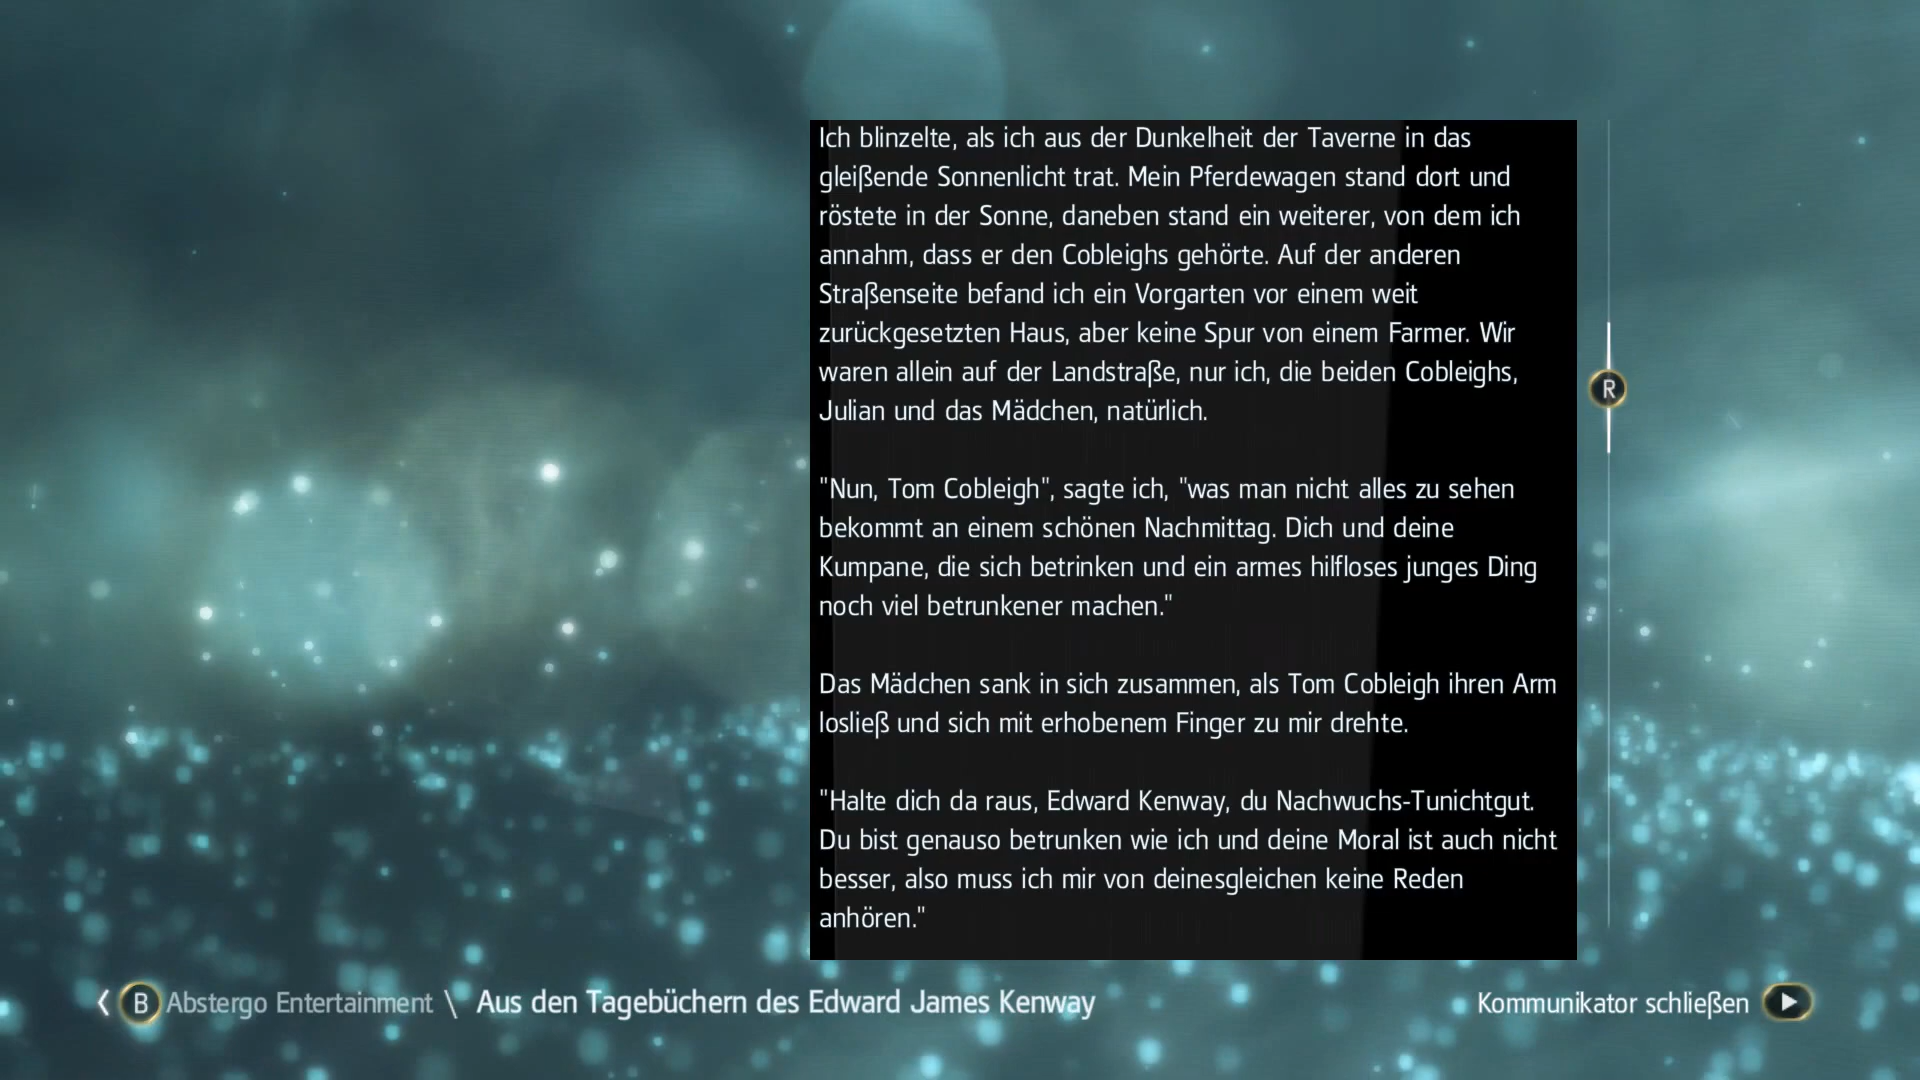 Ich blinzelte, als ich aus der Dunkelheit der Taverne in das
gleißende Sonnenlicht trat. Mein Pferdewagen stand dort und
röstete in der Sonne, daneben stand ein weiterer, von dem ich
annahm, dass er den Cobleighs gehörte. Auf der anderen
Straßenseite befand ich ein Vorgarten vor einem weit
zurückgesetzten Haus, aber keine Spur von einem Farmer. Wir
waren allein auf der Landstraße, nur ich, die beiden Cobleighs,
Julian und das Mädchen, natürlich.
"Nun, Tom Cobleigh", sagte ich, "was man nicht alles zu sehen
bekommt an einem schönen Nachmittag. Dich und deine
Kumpane, die sich betrinken und ein armes hilfloses junges Ding
noch viel betrunkener machen."
Das Mädchen sank in sich zusammen, als Tom Cobleigh ihren Arm
losließ und sich mit erhobenem Finger zu mir drehte.
"Halte dich da raus, Edward Kenway, du Nachwuchs-Tunichtgut.
Du bist genauso betrunken wie ich und deine Moral ist auch nicht
besser, also muss ich mir von deinesgleichen keine Reden
anhören."
R
B Abstergo Entertainment \ Aus den Tagebüchern des Edward James Kenway
Kommunikator schließen